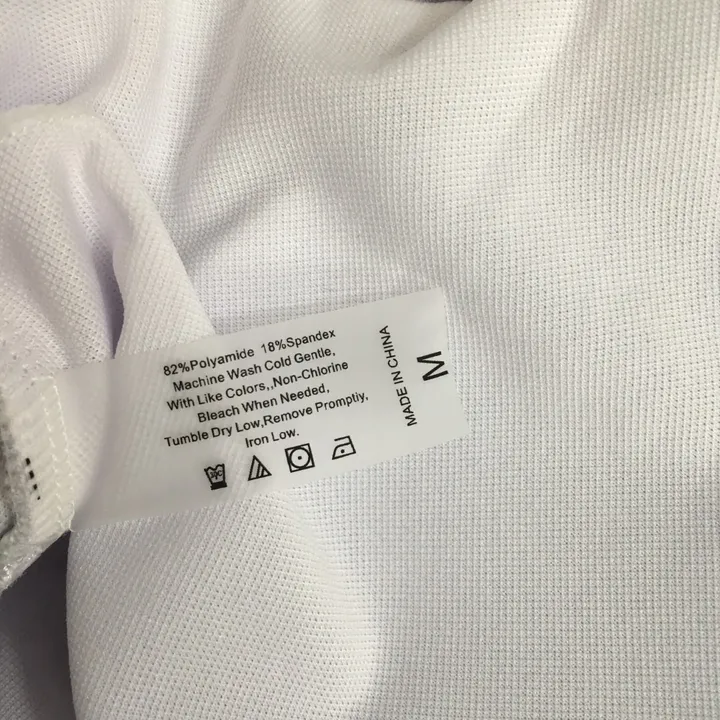 82%Polyamide 18%Spandex
Machine Wash Cold Gentle,
With Like Colors,,Non-Chlorine
Bleach When Needed,
Tumble Dry Low,Remove Promptiy,
Iron Low.
MADE IN CHINA
M